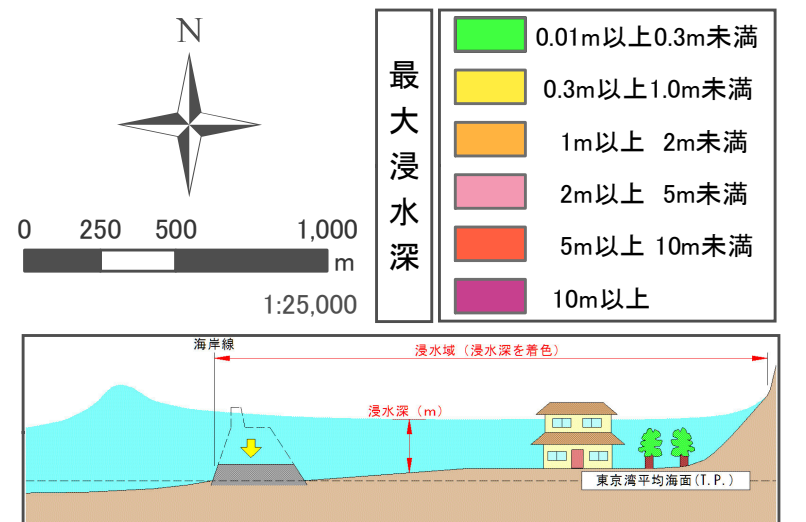 N
0 250 500 1,000
m
1:25,000
最大浸水深
0.01m以上0.3m未満
0.3m以上1.0m未満
1m以上 2m未満
2m以上 5m未満
5m以上 10m未満
10m以上
海岸線
浸水域（浸水深を着色）
浸水深（m）
東京湾平均海面(T.P.)